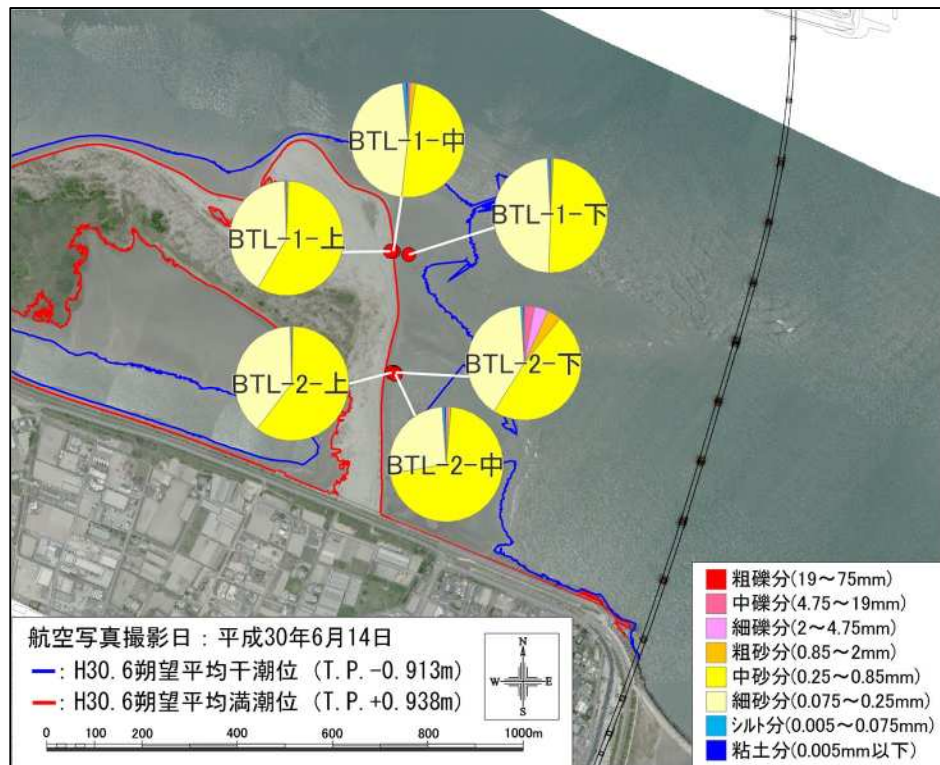 BTL-1-中
BTL-1-下
BTL-1-上
BTL-2-下
BTL-2-上
BTL-2-中
航空写真撮影日：平成30年6月14日
：H30.6朔望平均干潮位 (T.P.-0.913m)
：H30.6朔望平均満潮位 (T.P.+0.938m)
N
W E
S
0 100 200 400 600 800 1000m
粗礫分(19～75mm)
中礫分(4.75～19mm)
細礫分(2～4.75mm)
粗砂分(0.85～2mm)
中砂分(0.25～0.85mm)
細砂分(0.075～0.25mm)
シルト分(0.005～0.075mm)
粘土分(0.005mm以下)